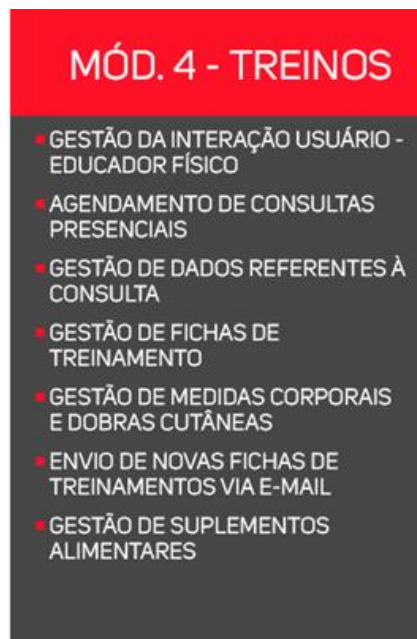 MÓD. 4 - TREINOS
GESTÃO DA INTERAÇÃO USUÁRIO -
EDUCADOR FÍSICO
AGENDAMENTO DE CONSULTAS
PRESENCIAIS
GESTÃO DE DADOS REFERENTES À
CONSULTA
GESTÃO DE FICHAS DE
TREINAMENTO
GESTÃO DE MEDIDAS CORPORAIS
E DOBRAS CUTÂNEAS
ENVIO DE NOVAS FICHAS DE
TREINAMENTOS VIA E-MAIL
GESTÃO DE SUPLEMENTOS
ALIMENTARES